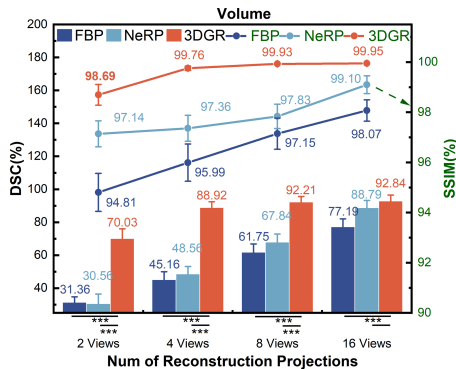 Volume
FBP NeRP 3DGR FBP NeRP 3DGR
DSC(%)
200
180
160
140
120
100
80
60
40
SSIM(%)
100
98
96
94
92
90
98.69 99.76 99.93 99.95
97.14 97.36 97.83 99.10
94.81 95.99 97.15 98.07
31.36 30.56 70.03
45.16 48.56 88.92
61.75 67.84 92.21
77.19 88.79 92.84
*** *** *** ***
*** *** *** ***
2 Views 4 Views 8 Views 16 Views
Num of Reconstruction Projections